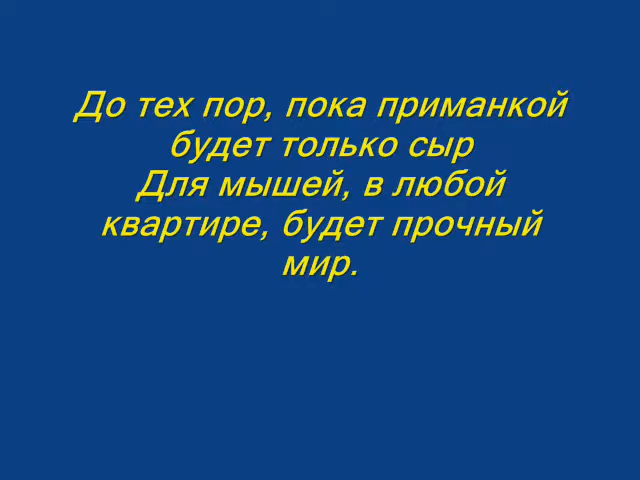 До тех пор, пока приманкой
будет только сыр
Для мышей, в любой
квартире, будет прочный
мир.